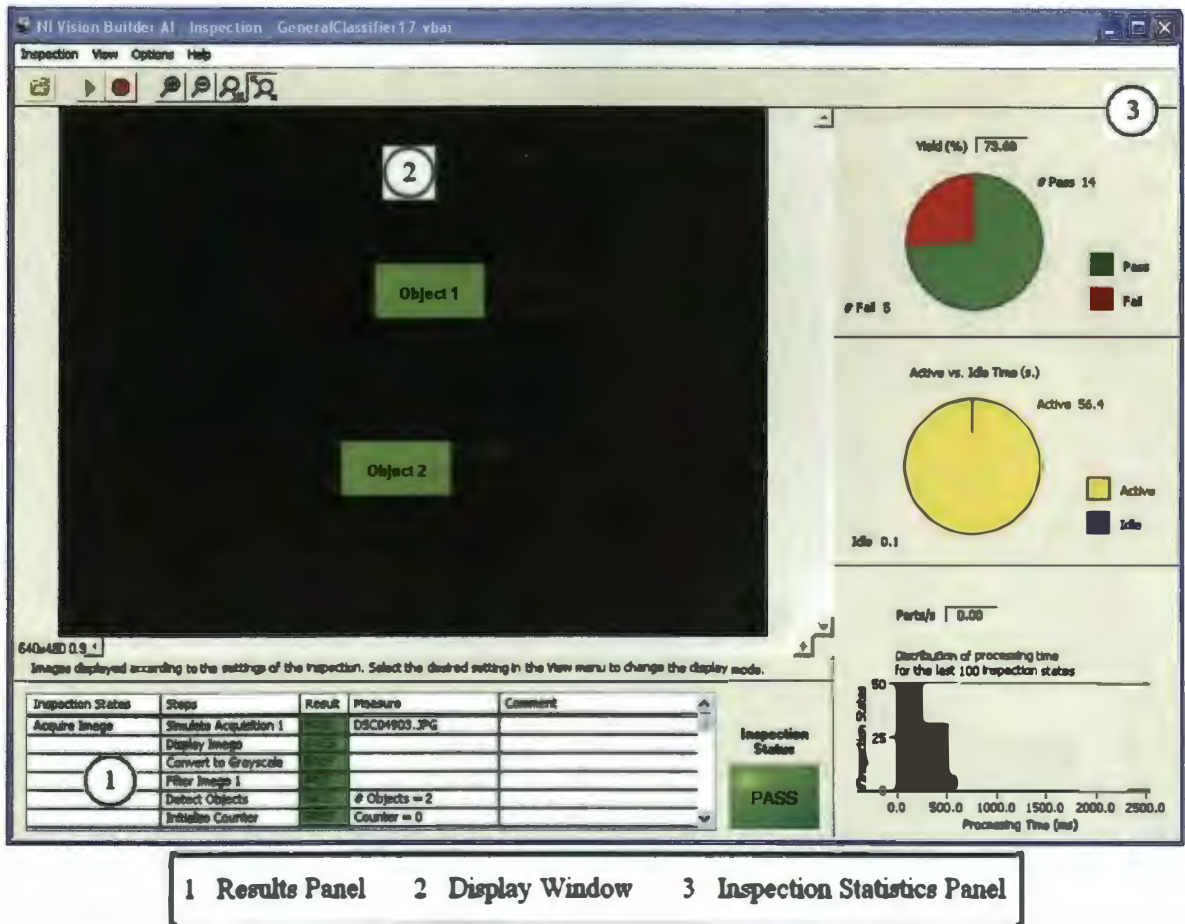 NI Vision Builder AI Inspection GeneralClassifier17 vbai
Inspection View Options Help
3
Yield (%) 73.68
# Pass 14
Pass
Fail
# Fail 5
2
Object 1
Object 2
Active vs. Idle Time (s.)
Active 56.4
Active
Idle
Idle 0.1
640x480 0.9
Images displayed according to the settings of the inspection. Select the desired setting in the View menu to change the display mode.
Parts/s 0.00
Distribution of processing time
for the last 100 inspection states
# Inspection States
50
25
0
0.0 500.0 1000.0 1500.0 2000.0 2500.0
Processing Time (ms)
Inspection States Steps Result Measure Comment
Acquire Image Simulate Acquisition 1 DSC04903.JPG
Display Image
Convert to Grayscale
Filter Image 1
Detect Objects # Objects = 2
Initialize Counter Counter = 0
1
Inspection
Status
PASS
1 Results Panel 2 Display Window 3 Inspection Statistics Panel